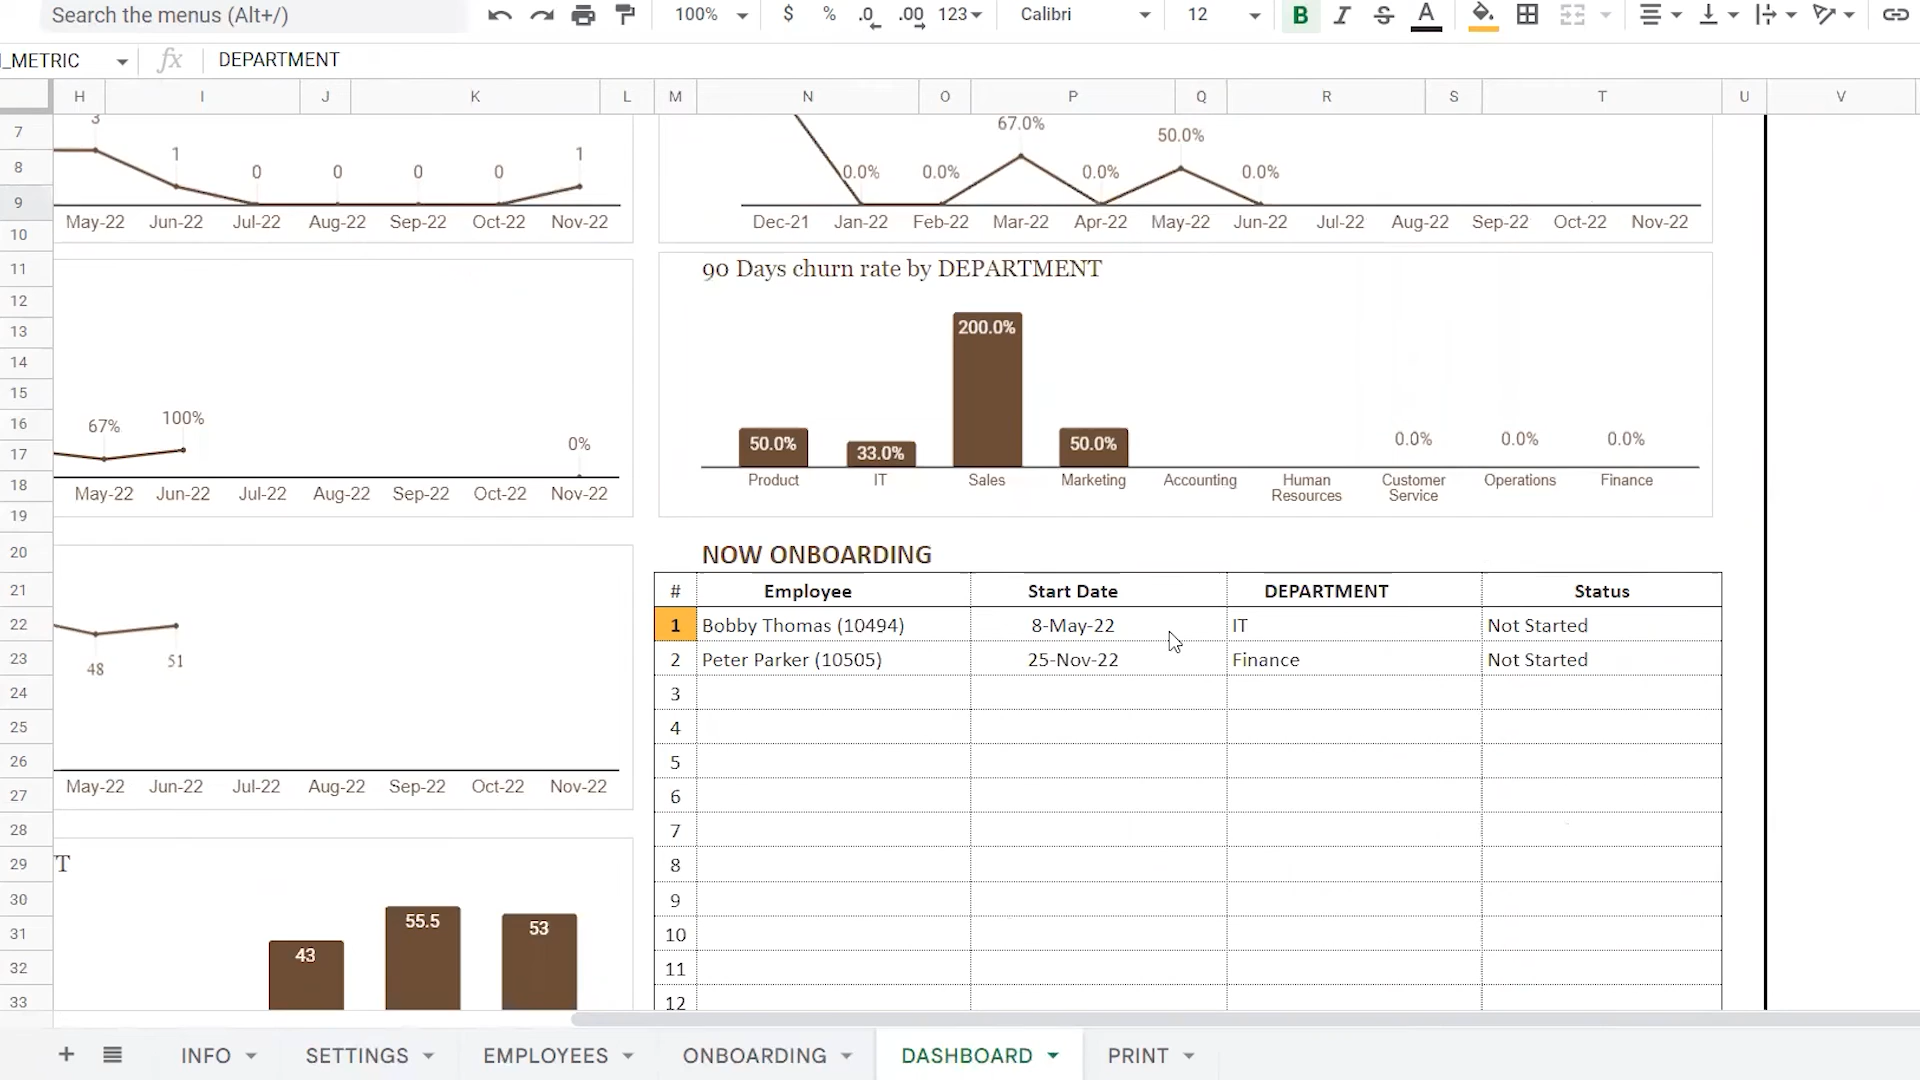 Search the menus (Alt+/)
100% $ % .0 .00 123 Calibri 12 B I S A
_METRIC fx DEPARTMENT
H I J K L M N O P Q R S T U V
7
8
9
10
11
12
13
14
15
16
17
18
19
20
21
22
23
24
25
26
27
28
29
30
31
32
33
3 1 0 0 0 0 1
May-22 Jun-22 Jul-22 Aug-22 Sep-22 Oct-22 Nov-22
0.0% 0.0% 67.0% 0.0% 50.0% 0.0%
Dec-21 Jan-22 Feb-22 Mar-22 Apr-22 May-22 Jun-22 Jul-22 Aug-22 Sep-22 Oct-22 Nov-22
67% 100% 0%
May-22 Jun-22 Jul-22 Aug-22 Sep-22 Oct-22 Nov-22
90 Days churn rate by DEPARTMENT
50.0% 33.0% 200.0% 50.0% 0.0% 0.0% 0.0%
Product IT Sales Marketing Accounting Human Resources Customer Service Operations Finance
48 51
May-22 Jun-22 Jul-22 Aug-22 Sep-22 Oct-22 Nov-22
T
43 55.5 53
NOW ONBOARDING
# Employee Start Date DEPARTMENT Status
1 Bobby Thomas (10494) 8-May-22 IT Not Started
2 Peter Parker (10505) 25-Nov-22 Finance Not Started
3
4
5
6
7
8
9
10
11
12
+ INFO SETTINGS EMPLOYEES ONBOARDING DASHBOARD PRINT